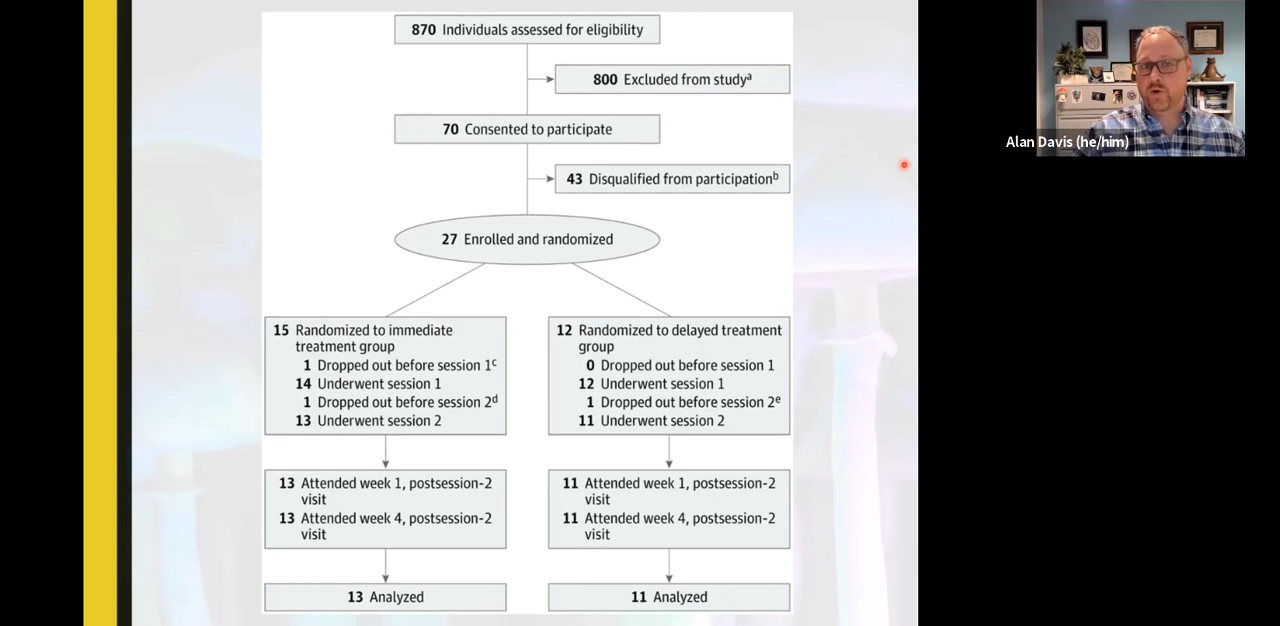 870 Individuals assessed for eligibility
800 Excluded from studyᵃ
70 Consented to participate
Alan Davis (he/him)
43 Disqualified from participationᵇ
27 Enrolled and randomized
15 Randomized to immediate
treatment group
1 Dropped out before session 1ᶜ
14 Underwent session 1
1 Dropped out before session 2ᵈ
13 Underwent session 2
12 Randomized to delayed treatment
group
0 Dropped out before session 1
12 Underwent session 1
1 Dropped out before session 2ᵉ
11 Underwent session 2
13 Attended week 1, postsession-2
visit
13 Attended week 4, postsession-2
visit
11 Attended week 1, postsession-2
visit
11 Attended week 4, postsession-2
visit
13 Analyzed
11 Analyzed